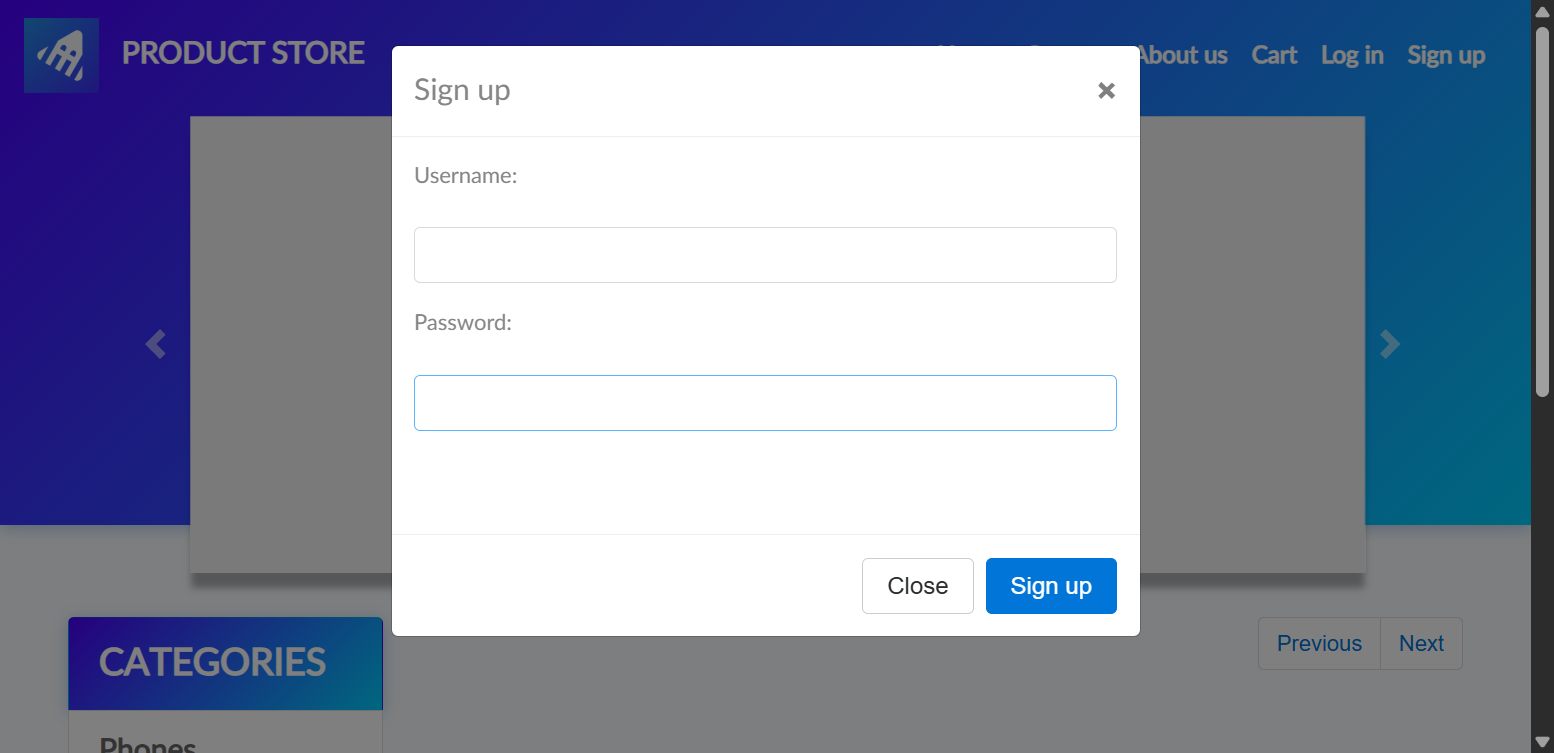 PRODUCT STORE
About us Cart Log in Sign up
Sign up
Username:
Password:
Close Sign up
CATEGORIES
Previous Next
Phones